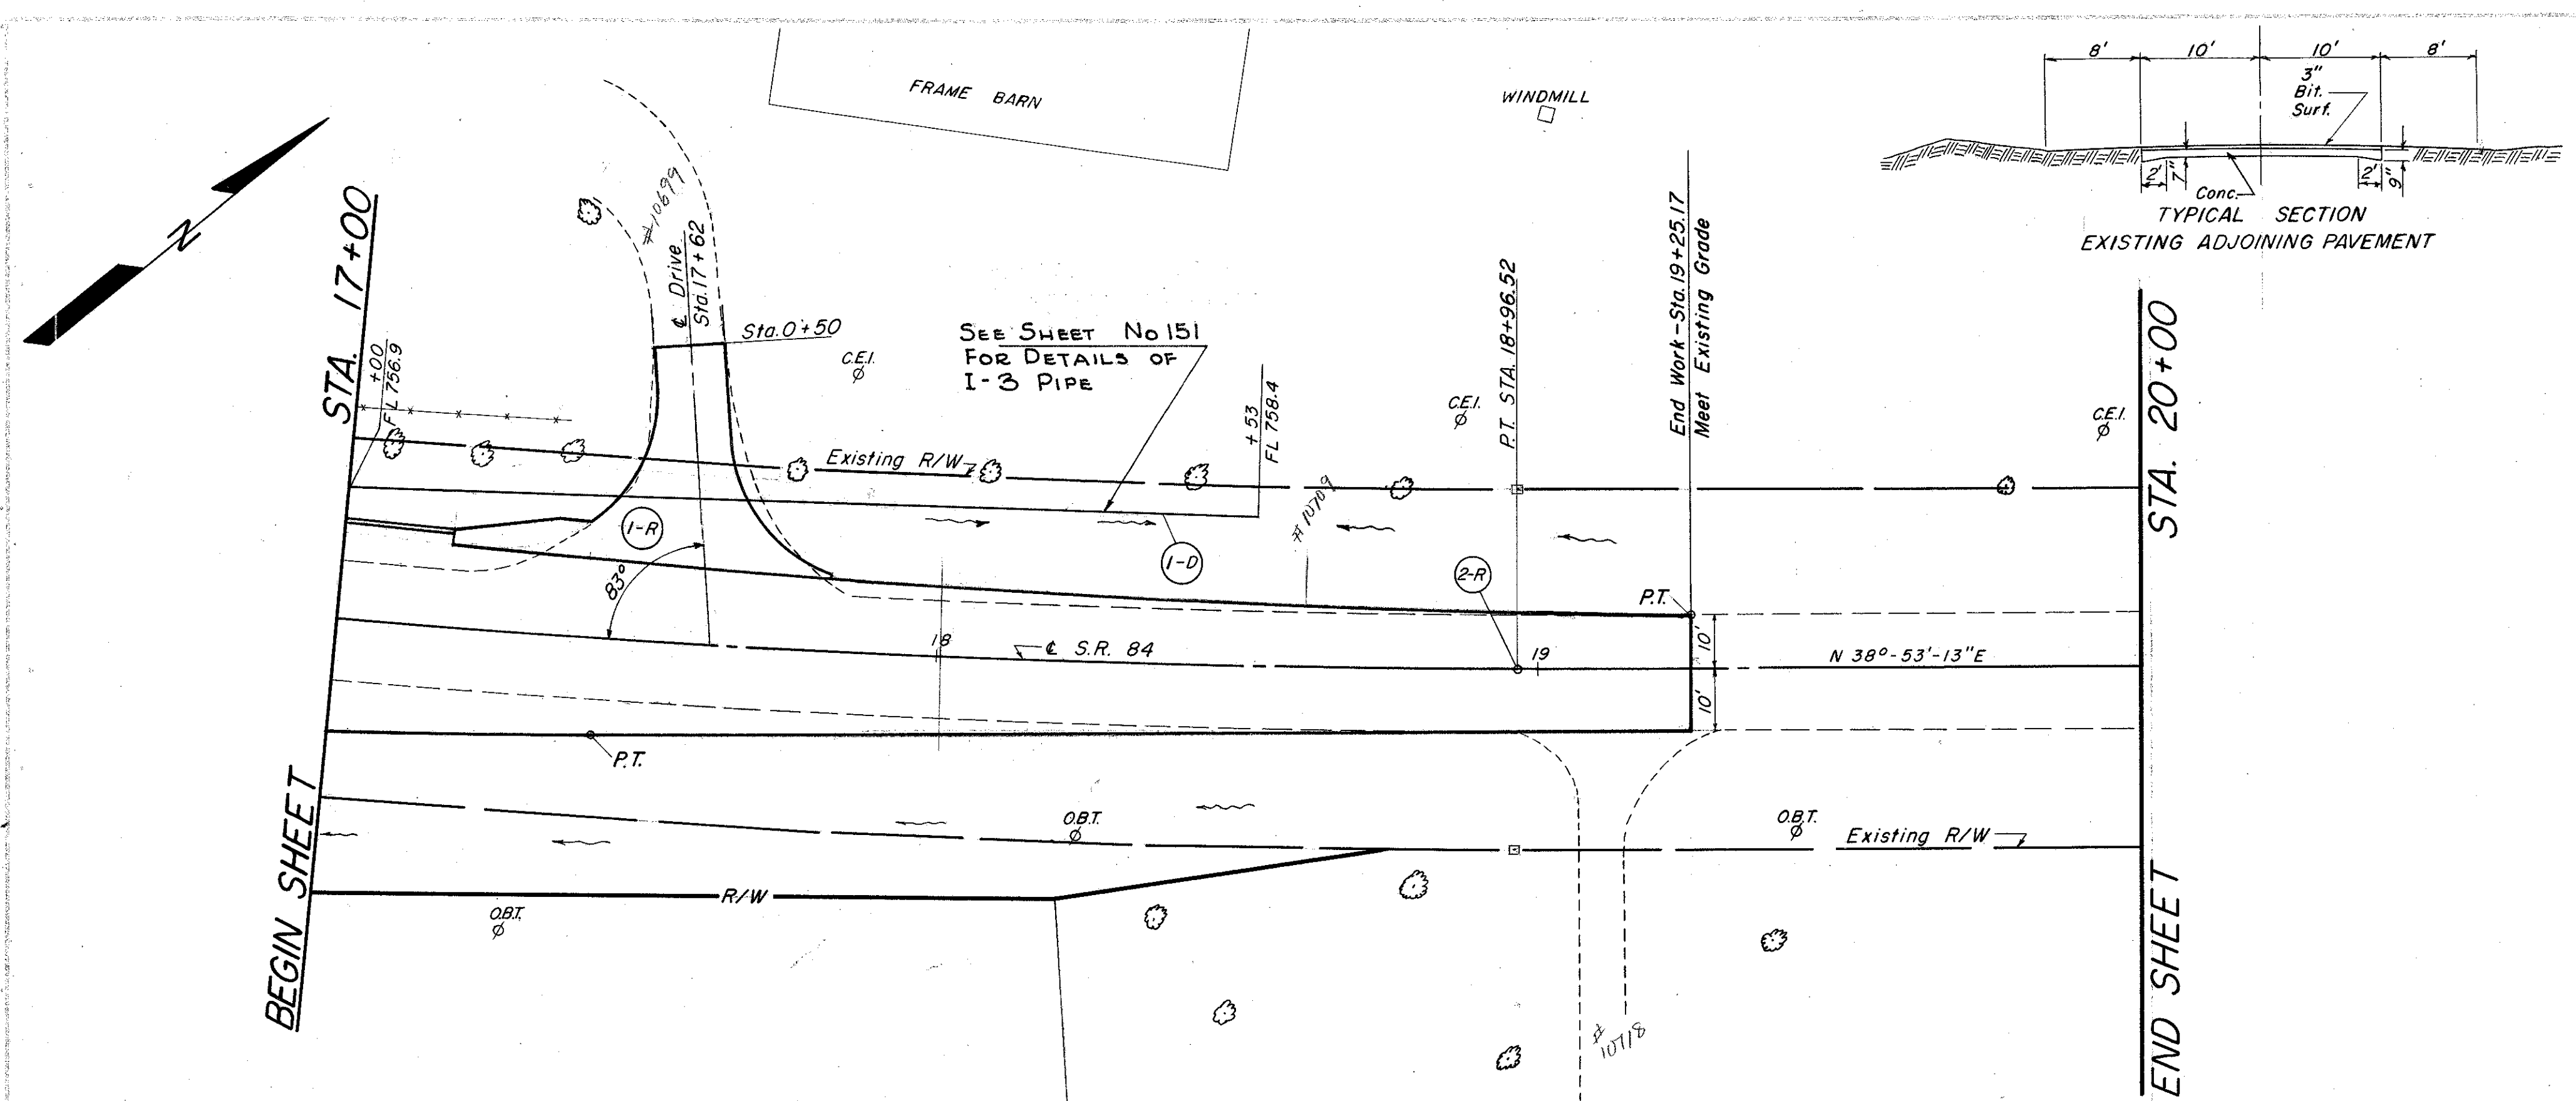 FRAME BARN
WINDMILL
8' 10' 10' 8'
3"
Bit.
Surf.
2' 7" 2' 9"
Conc.
TYPICAL SECTION
EXISTING ADJOINING PAVEMENT
N
STA. 17+00
+00
FL 756.9
#10699
℄ Drive
Sta. 17+62
Sta. 0+50
C.E.I.
SEE SHEET No 151
FOR DETAILS OF
I-3 PIPE
+53
FL 758.4
C.E.I.
P.T. STA. 18+96.52
End Work-Sta. 19+25.17
Meet Existing Grade
C.E.I.
STA. 20+00
Existing R/W
#10709
1-R
1-D
2-R
83°
P.T.
18
℄ S.R. 84
19
10'
10'
N 38°-53'-13"E
P.T.
O.B.T.
O.B.T.
Existing R/W
R/W
O.B.T.
BEGIN SHEET
END SHEET
#
10718